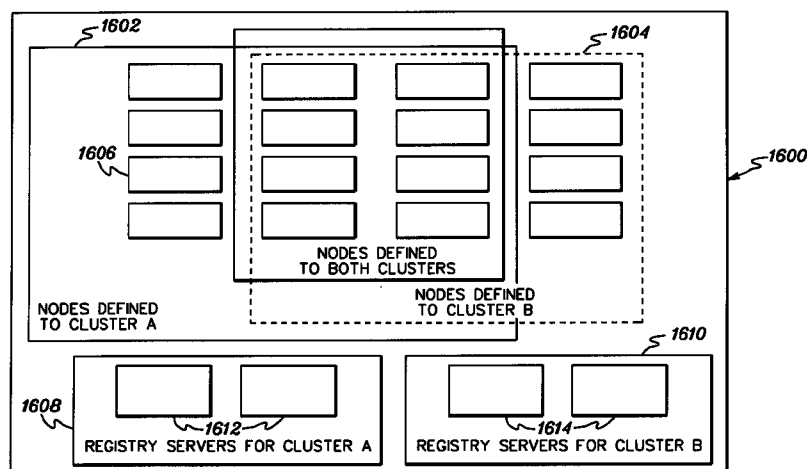 1602
1604
1606
1600
NODES DEFINED
TO BOTH CLUSTERS
NODES DEFINED
TO CLUSTER A
NODES DEFINED
TO CLUSTER B
1610
1608
1612
1614
REGISTRY SERVERS FOR CLUSTER A
REGISTRY SERVERS FOR CLUSTER B